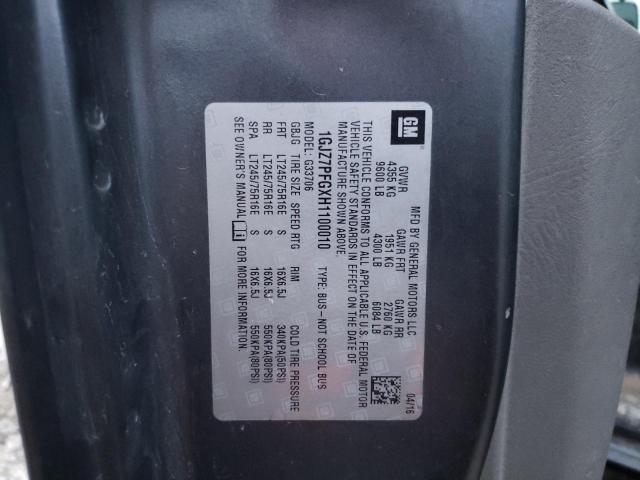 GM
MFD BY GENERAL MOTORS LLC 04/16
GVWR GAWR FRT GAWR RR
4355 KG 1951 KG 2760 KG
9600 LB 4300 LB 6084 LB
THIS VEHICLE CONFORMS TO ALL APPLICABLE U.S. FEDERAL MOTOR
VEHICLE SAFETY STANDARDS IN EFFECT ON THE DATE OF
MANUFACTURE SHOWN ABOVE.
1GJZ7PFGXH1100010 TYPE: BUS-NOT SCHOOL BUS
MODEL: G33706
GBJG TIRE SIZE SPEED RTG RIM COLD TIRE PRESSURE
FRT LT245/75R16E S 16X6.5J 340KPA(50PSI)
RR LT245/75R16E S 16X6.5J 550KPA(80PSI)
SPA LT245/75R16E S 16X6.5J 550KPA(80PSI)
SEE OWNER'S MANUAL FOR MORE INFORMATION.